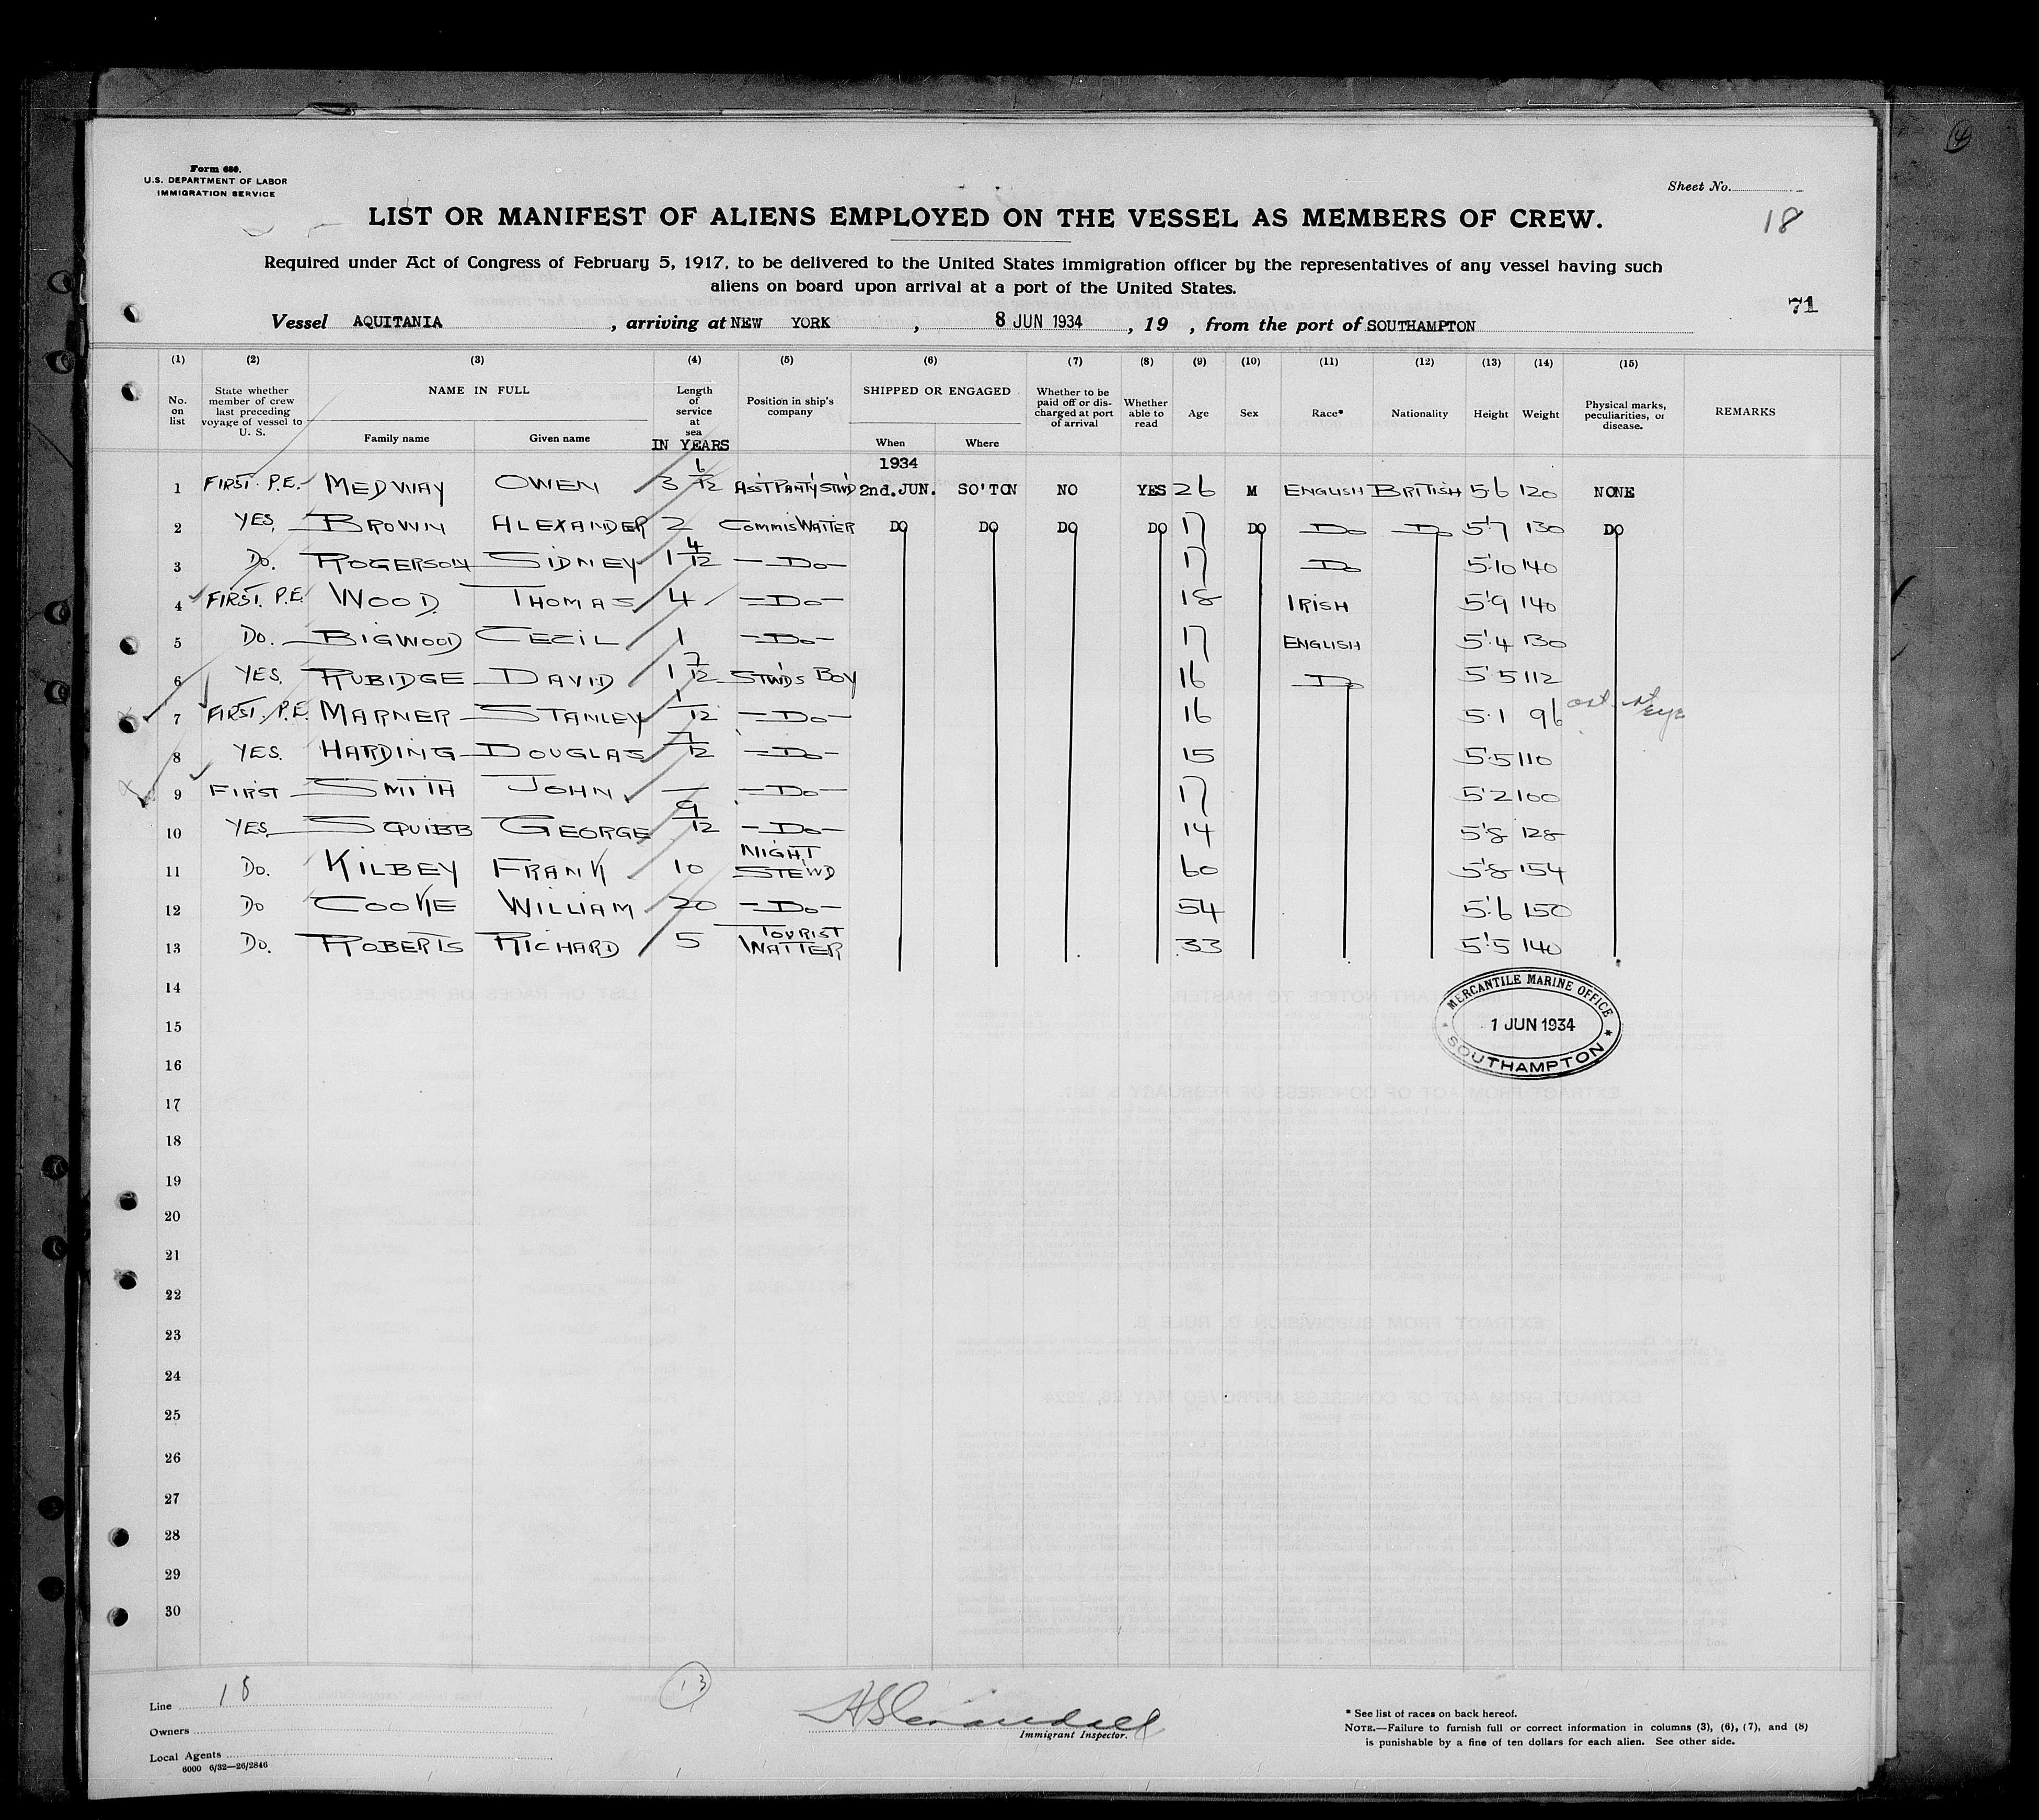 4
Form 680.
U.S. DEPARTMENT OF LABOR
IMMIGRATION SERVICE
Sheet No.
18
LIST OR MANIFEST OF ALIENS EMPLOYED ON THE VESSEL AS MEMBERS OF CREW.
Required under Act of Congress of February 5, 1917, to be delivered to the United States immigration officer by the representatives of any vessel having such
aliens on board upon arrival at a port of the United States.
71
Vessel AQUITANIA, arriving at NEW YORK, 8 JUN 1934, 19 , from the port of SOUTHAMPTON
(1) (2) (3) (4) (5) (6) (7) (8) (9) (10) (11) (12) (13) (14) (15)
No. on list State whether member of crew last preceding voyage of vessel to U. S. NAME IN FULL Family name Given name Length of service at sea IN YEARS Position in ship's company SHIPPED OR ENGAGED When Where Whether to be paid off or discharged at port of arrival Whether able to read Age Sex Race* Nationality Height Weight Physical marks, peculiarities, or disease. REMARKS
1934
1 FIRST. P.E. MEDWAY OWEN 3 6/12 ASS'T PANTY STWD 2nd. JUN. SO'TON NO YES 26 M ENGLISH BRITISH 5'6 120 NONE
2 YES. BROWN ALEXANDER 2 COMMIS WAITER DO DO DO DO 17 DO DO DO 5'7 130 DO
3 DO. ROGERSON SIDNEY 1 4/12 DO 17 DO 5'10 140
4 FIRST. P.E. WOOD. THOMAS 4 DO 18 IRISH 5'9 140
5 DO. BIGWOOD CECIL 1 DO 17 ENGLISH 5'4 130
6 YES. RUBIDGE DAVID 1 7/12 STWDS BOY 16 DO 5'5 112
7 FIRST. P.E. MARNER STANLEY 1/12 DO 16 5'1 96 eye
8 YES. HARDING DOUGLAS 7/12 DO 15 5'5 110
9 FIRST SMITH JOHN — DO 17 5'2 100
10 YES. SQUIBB GEORGE 9/12 DO 14 5'8 128
11 DO. KILBEY FRANK 10 NIGHT STEWD 60 5'8 154
12 DO COOKE WILLIAM 20 DO 54 5'6 150
13 DO. ROBERTS RICHARD 5 TOURIST WAITER 33 5'5 140
14
MERCANTILE MARINE OFFICE
1 JUN 1934
SOUTHAMPTON
15
16
17
18
19
20
21
22
23
24
25
26
27
28
29
30
Line 18
13
Owners
Local Agents
6000 6/32—26/2846
Immigrant Inspector.
* See list of races on back hereof.
NOTE.—Failure to furnish full or correct information in columns (3), (6), (7), and (8)
is punishable by a fine of ten dollars for each alien. See other side.